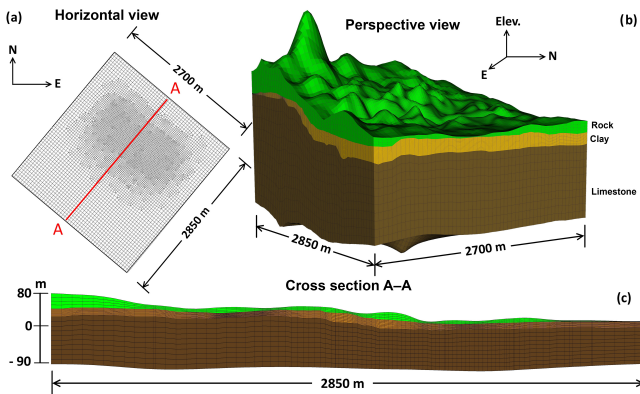 (a)
Horizontal view
N
E
A
A
2700 m
2850 m
Perspective view
(b)
Elev.
N
E
Rock
Clay
Limestone
2850 m
2700 m
Cross section A–A
(c)
m
80
0
- 90
2850 m